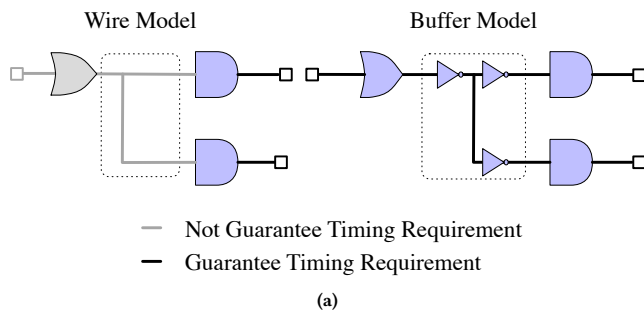 Wire Model
Buffer Model
Not Guarantee Timing Requirement
Guarantee Timing Requirement
(a)